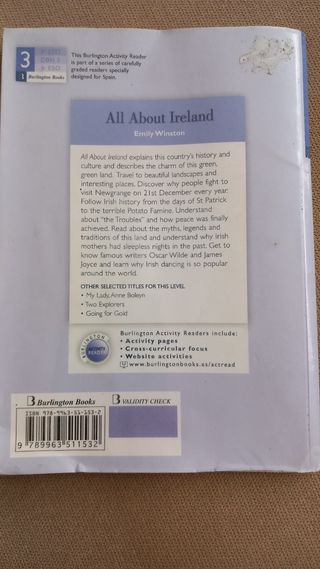 3
This Burlington Activity Reader
is part of a series of carefully
graded readers specially
designed for Spain.
3 Burlington Books
All About Ireland
Emily Winston
All About Ireland explains this country's history
and culture and describes the charm of this green,
green land. Travel to beautiful landscapes and
interesting places. Discover why people fight to
visit Newgrange on 21st December every year.
Follow Irish history from the days of St Patrick
to the terrible Potato Famine. Understand
about "the Troubles" and how peace was finally
achieved. Read about the myths, legends and
traditions of this land and understand why Irish
mothers had sleepless nights in the past. Get to
know famous writers Oscar Wilde and James
Joyce and learn why Irish dancing is so popular
around the world.
OTHER SELECTED TITLES FOR THIS LEVEL
• My Lady, Anne Boleyn
• Two Explorers
• Going for Gold
BURLINGTON
ACTIVITY
READER
Burlington Activity Readers include:
• Activity pages
• Cross-curricular focus
• Website activities
www.burlingtonbooks.es/actread
Burlington Books
VALIDITY CHECK
ISBN 978-9963-51-153-2
9 789963 511532